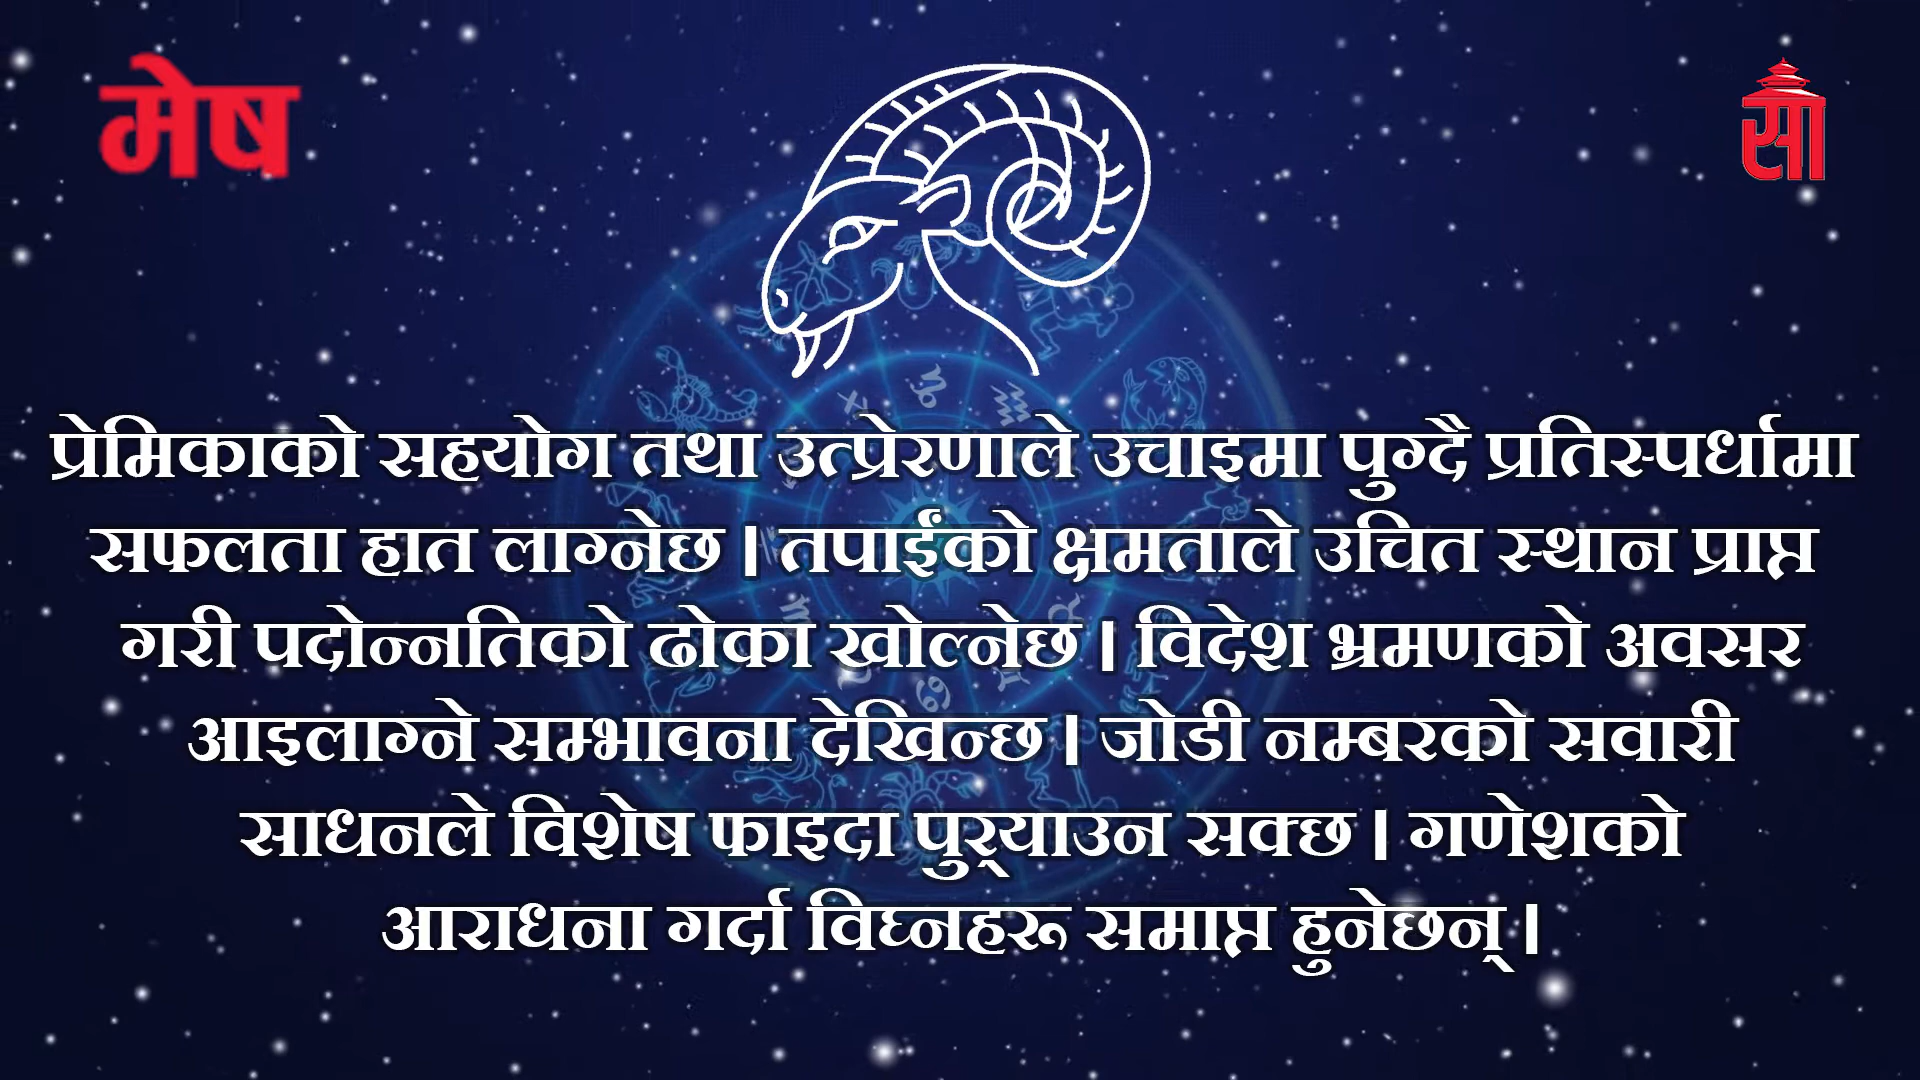 मेष
सा
प्रेमिकाको सहयोग तथा उत्प्रेरणाले उचाइमा पुग्दै प्रतिस्पर्धामा
सफलता हात लाग्नेछ । तपाईंको क्षमताले उचित स्थान प्राप्त
गरी पदोन्नतिको ढोका खोल्नेछ । विदेश भ्रमणको अवसर
आइलाग्ने सम्भावना देखिन्छ । जोडी नम्बरको सवारी
साधनले विशेष फाइदा पुर्‍याउन सक्छ । गणेशको
आराधना गर्दा विघ्नहरू समाप्त हुनेछन् ।